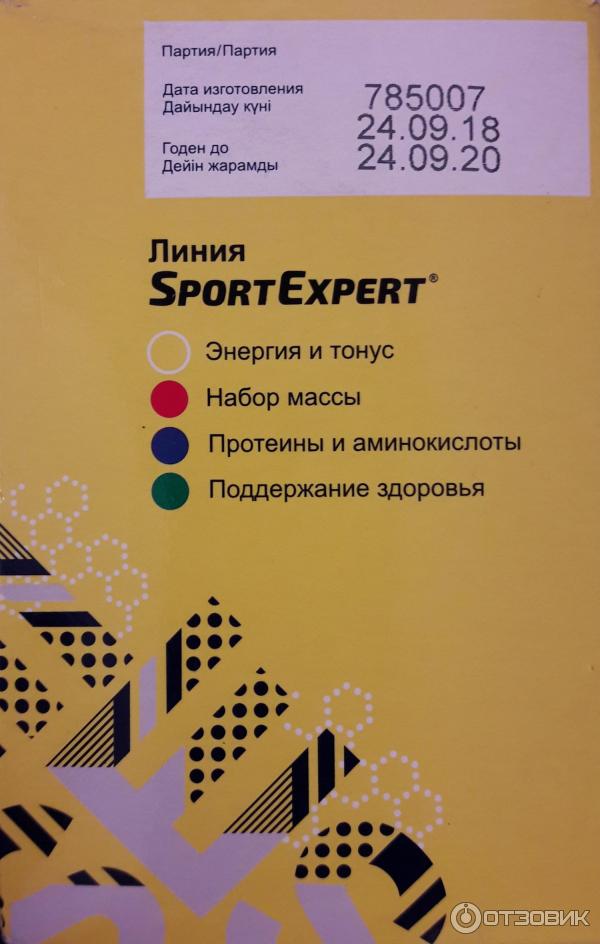 Партия/Партия
Дата изготовления
Дайындау күні
785007
24.09.18
Годен до
Дейін жарамды
24.09.20
Линия
SPORTEXPERT®
Энергия и тонус
Набор массы
Протеины и аминокислоты
Поддержание здоровья
ОТЗОВИК